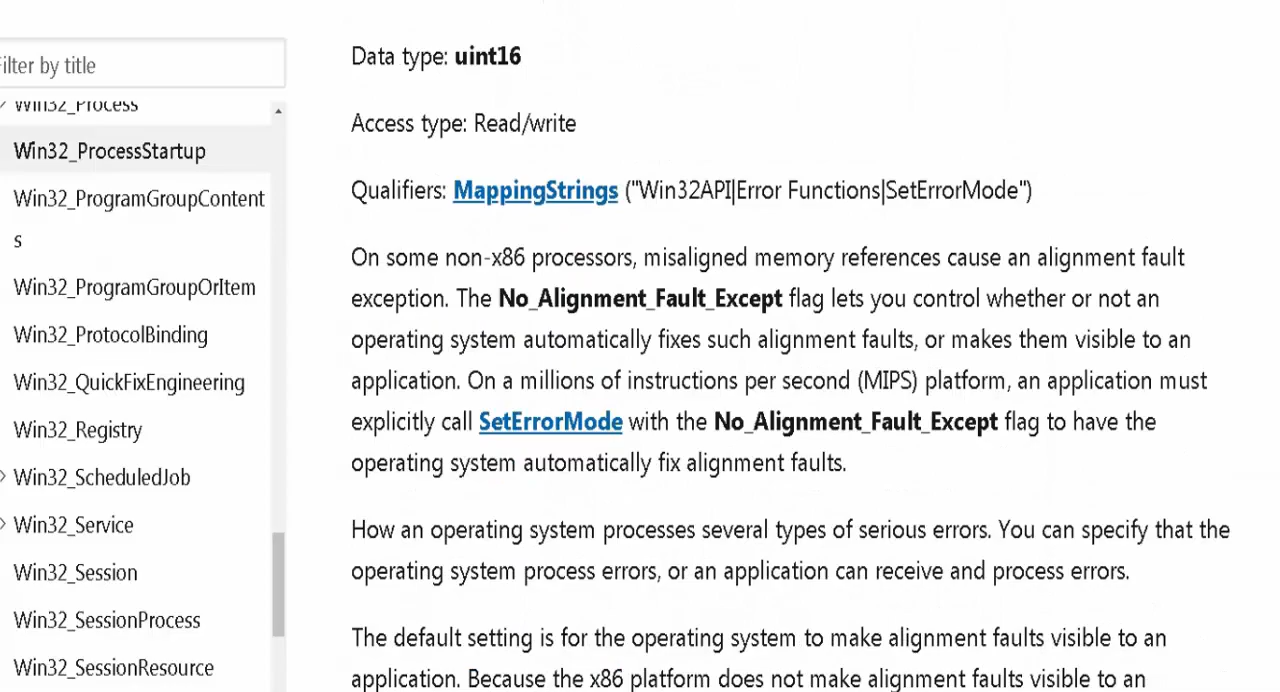 Filter by title
Win32_Process
Win32_ProcessStartup
Win32_ProgramGroupContent
s
Win32_ProgramGroupOrItem
Win32_ProtocolBinding
Win32_QuickFixEngineering
Win32_Registry
Win32_ScheduledJob
Win32_Service
Win32_Session
Win32_SessionProcess
Win32_SessionResource
Data type: uint16
Access type: Read/write
Qualifiers: MappingStrings ("Win32API|Error Functions|SetErrorMode")
On some non-x86 processors, misaligned memory references cause an alignment fault
exception. The No_Alignment_Fault_Except flag lets you control whether or not an
operating system automatically fixes such alignment faults, or makes them visible to an
application. On a millions of instructions per second (MIPS) platform, an application must
explicitly call SetErrorMode with the No_Alignment_Fault_Except flag to have the
operating system automatically fix alignment faults.
How an operating system processes several types of serious errors. You can specify that the
operating system process errors, or an application can receive and process errors.
The default setting is for the operating system to make alignment faults visible to an
application. Because the x86 platform does not make alignment faults visible to an